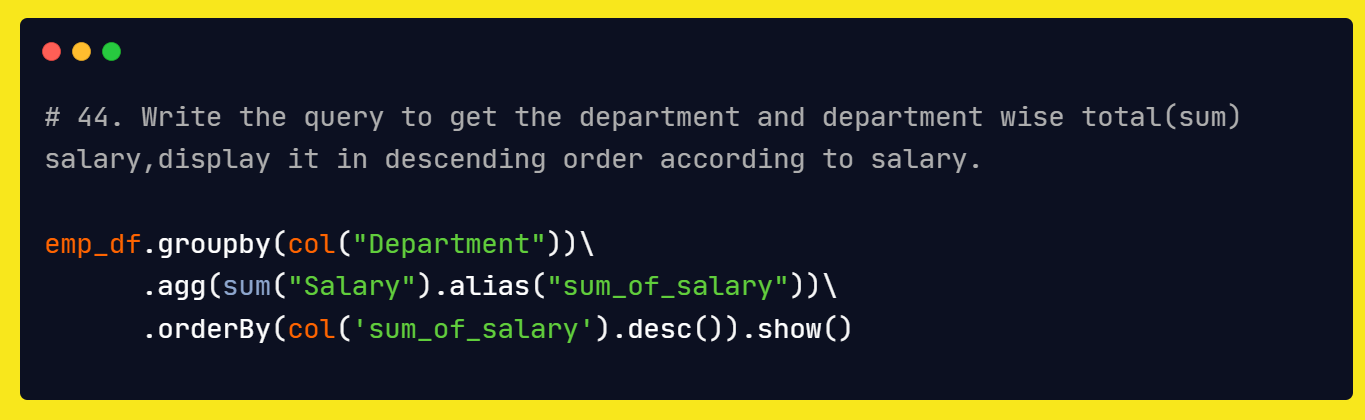 # 44. Write the query to get the department and department wise total(sum)
salary,display it in descending order according to salary.
emp_df.groupby(col("Department"))\
.agg(sum("Salary").alias("sum_of_salary"))\
.orderBy(col('sum_of_salary').desc()).show()